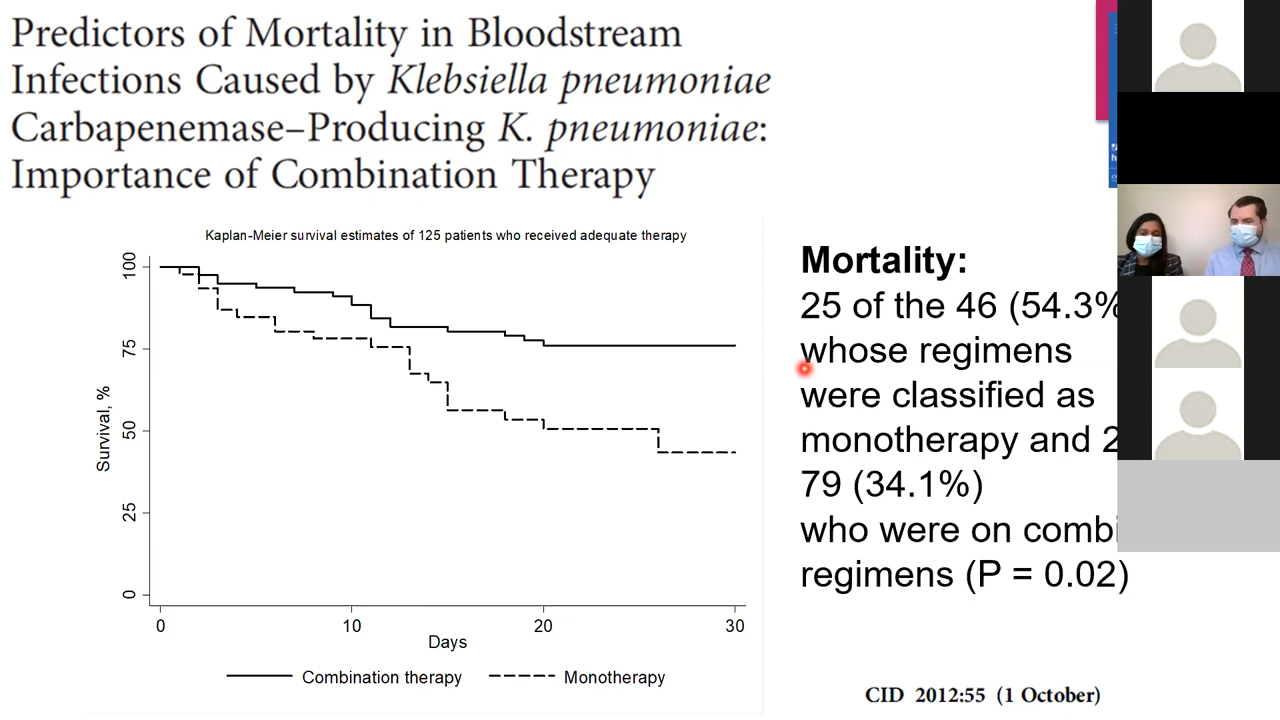 Predictors of Mortality in Bloodstream
Infections Caused by Klebsiella pneumoniae
Carbapenemase–Producing K. pneumoniae:
Importance of Combination Therapy
Kaplan-Meier survival estimates of 125 patients who received adequate therapy
Survival, %
100
75
50
25
0
0 10 20 30
Days
Combination therapy Monotherapy
Mortality:
25 of the 46 (54.3%
whose regimens
were classified as
monotherapy and 2
79 (34.1%)
who were on combi
regimens (P = 0.02)
CID 2012:55 (1 October)